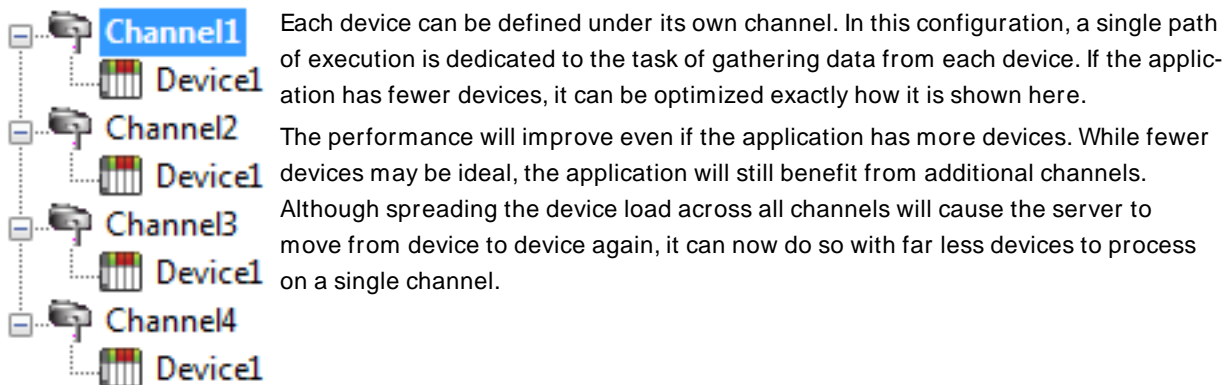 Channel1
Device1
Channel2
Device1
Channel3
Device1
Channel4
Device1
Each device can be defined under its own channel. In this configuration, a single path
of execution is dedicated to the task of gathering data from each device. If the applic-
ation has fewer devices, it can be optimized exactly how it is shown here.
The performance will improve even if the application has more devices. While fewer
devices may be ideal, the application will still benefit from additional channels.
Although spreading the device load across all channels will cause the server to
move from device to device again, it can now do so with far less devices to process
on a single channel.